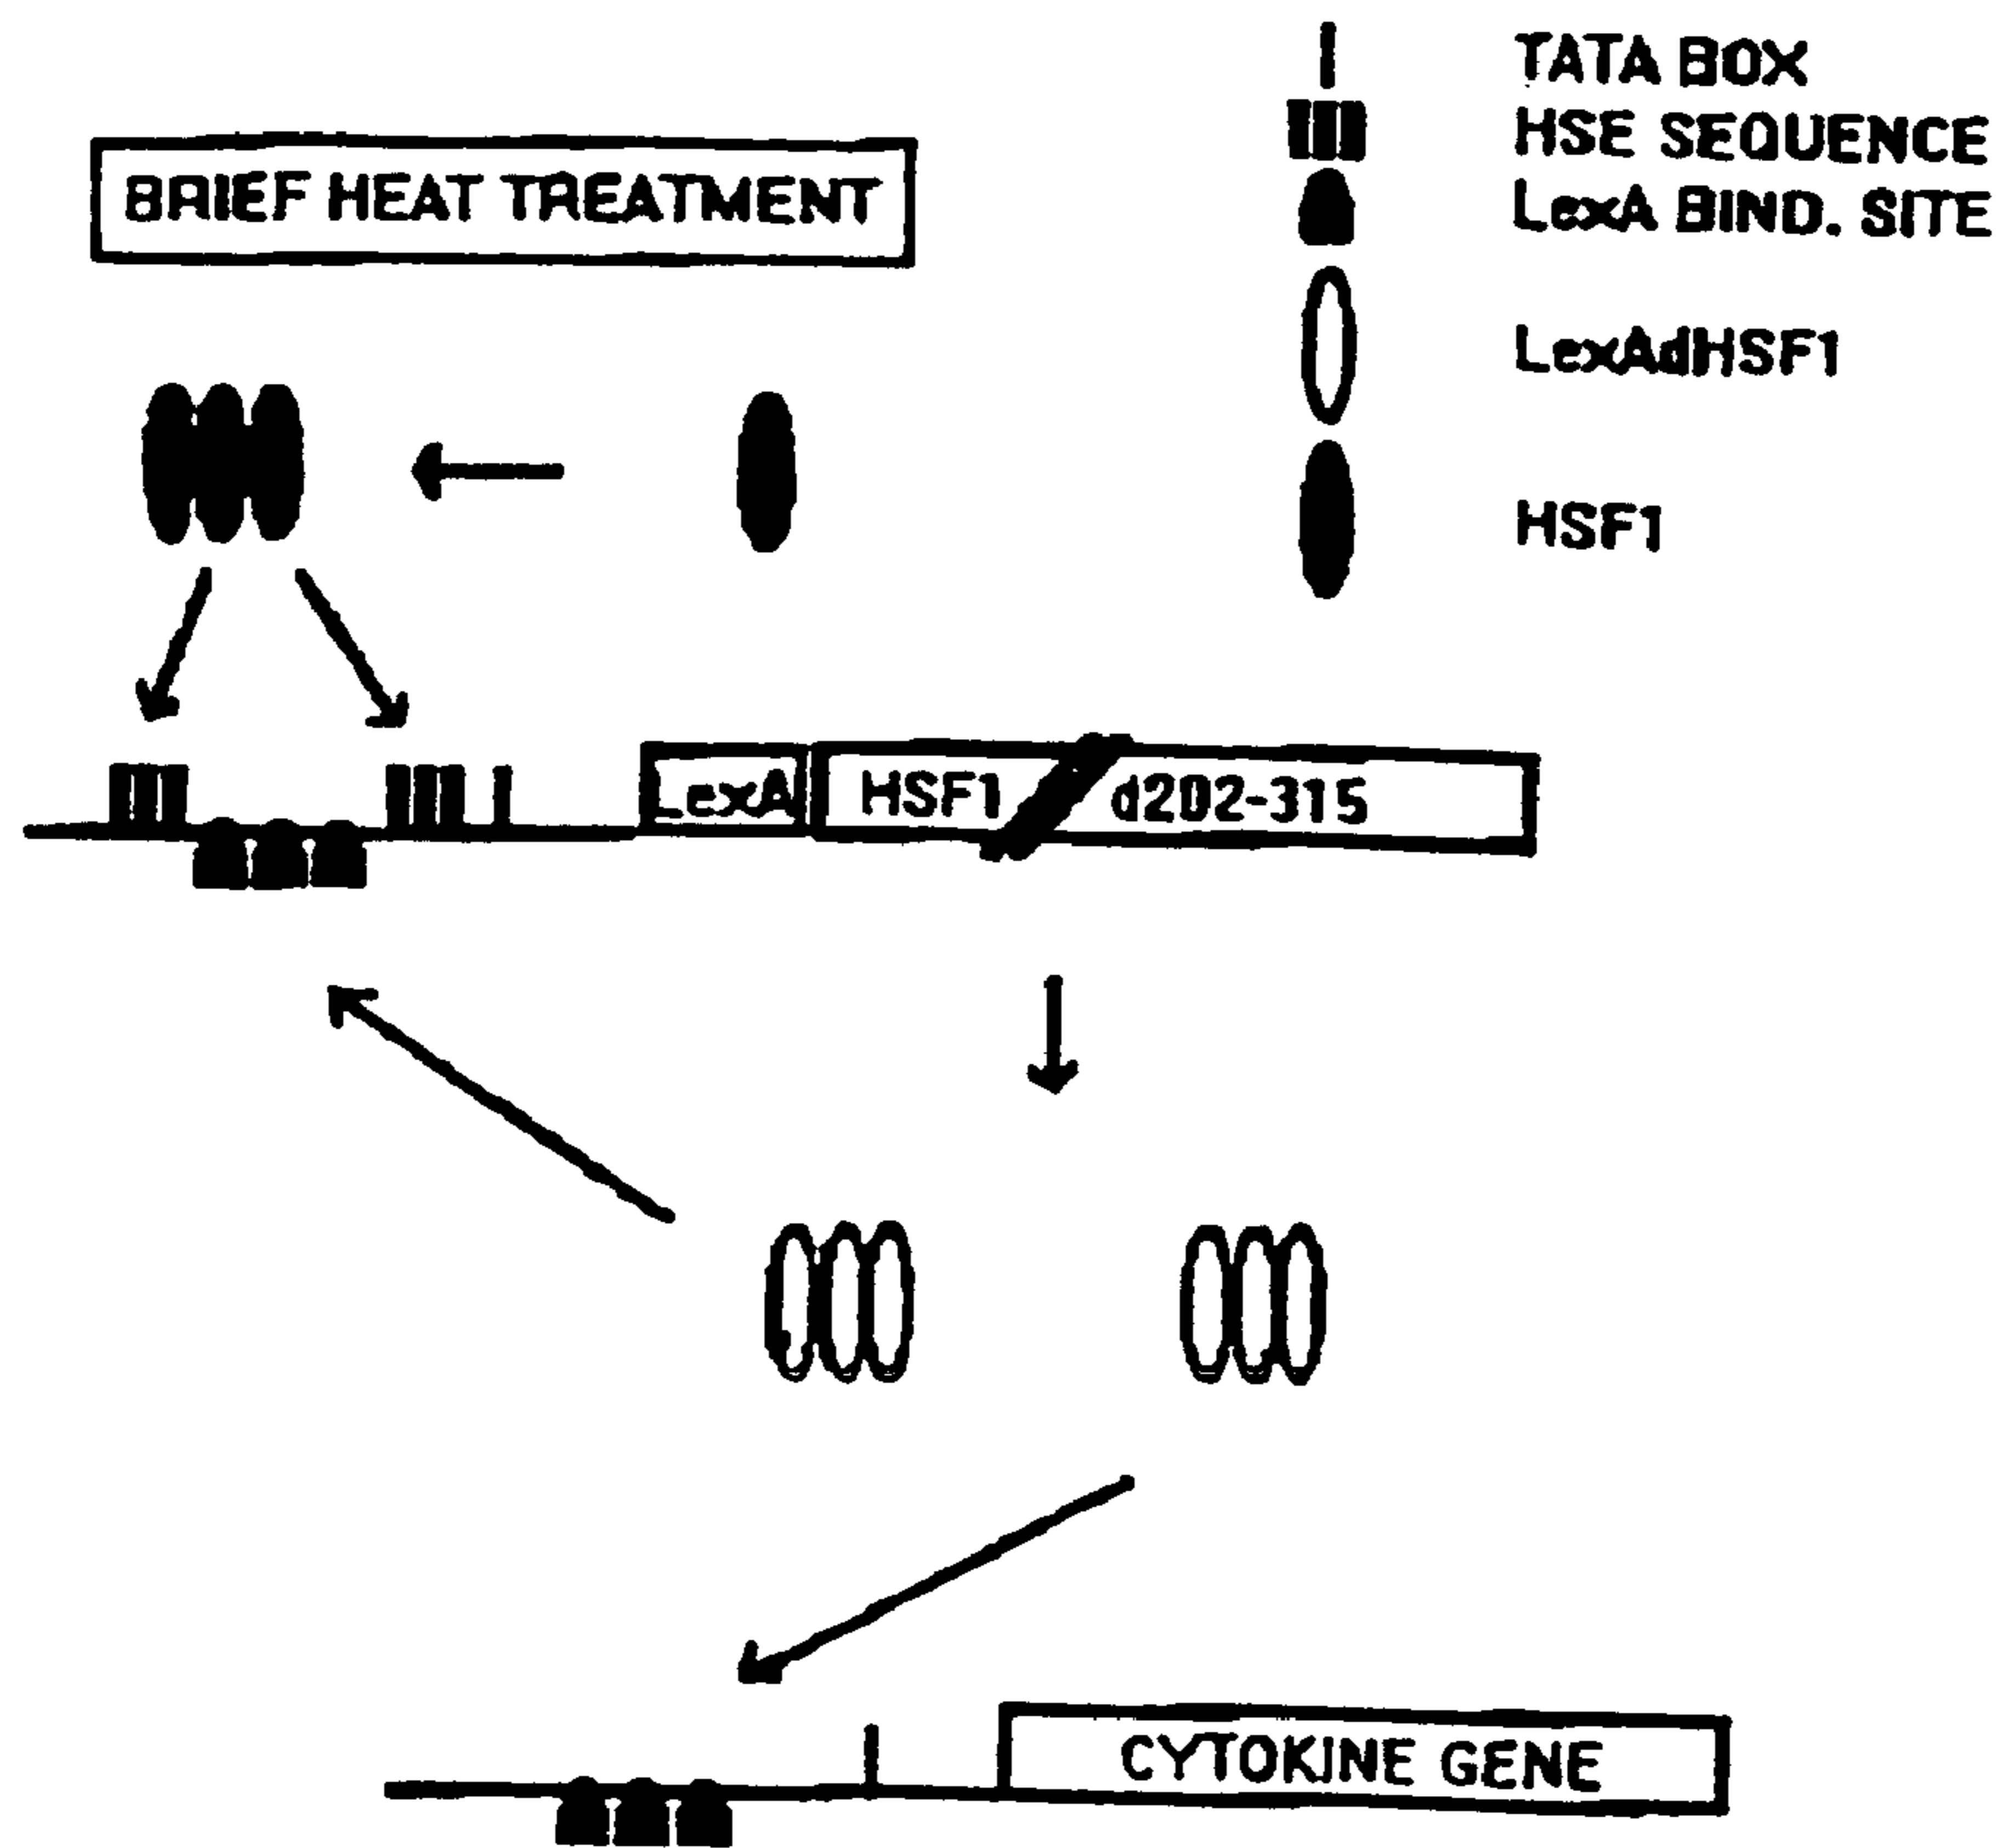 TATA BOX
HSE SEQUENCE
BRIEF HEAT TREATMENT
LexA BIND. SITE
LexAdHSF1
HSF1
LexA HSF1 d202-315
CYTOKINE GENE